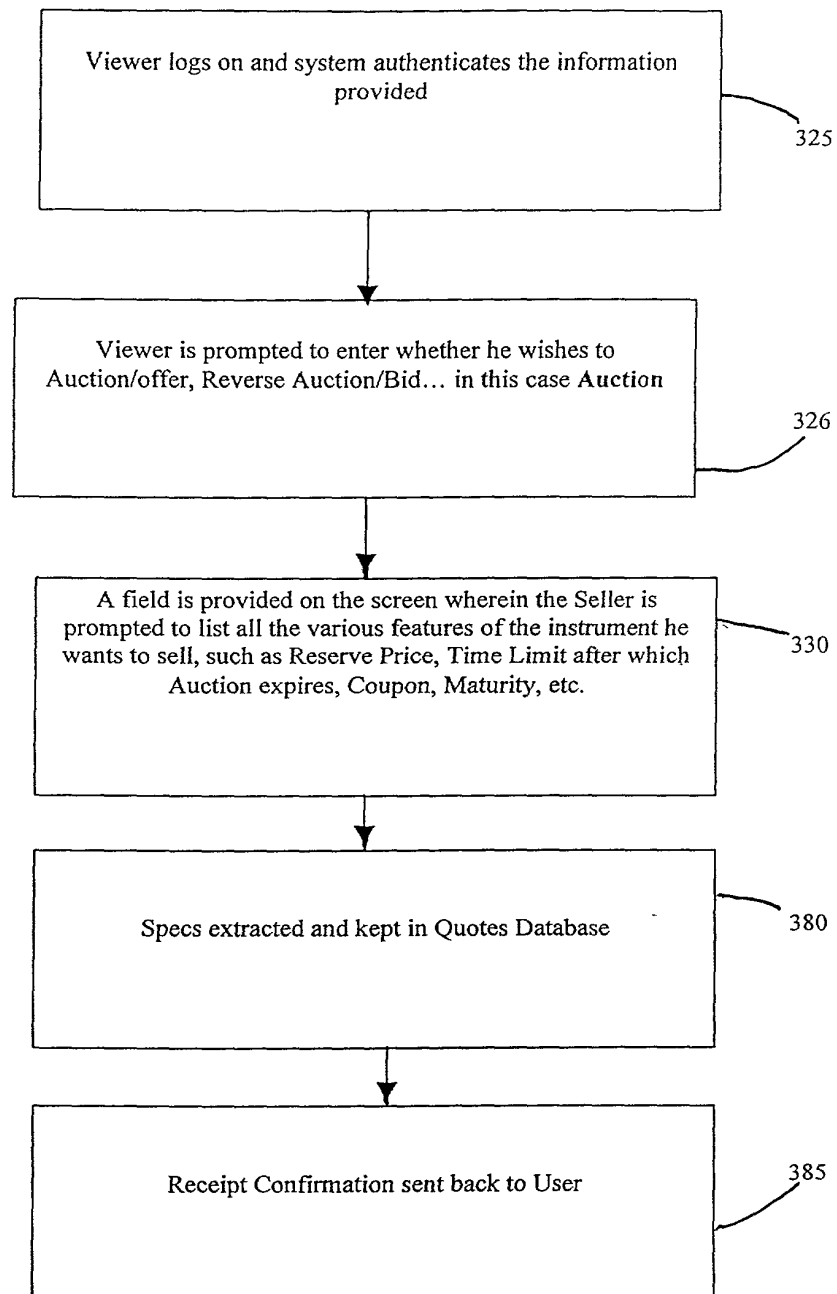 Viewer logs on and system authenticates the information
provided
325
Viewer is prompted to enter whether he wishes to
Auction/offer, Reverse Auction/Bid... in this case Auction
326
A field is provided on the screen wherein the Seller is
prompted to list all the various features of the instrument he
wants to sell, such as Reserve Price, Time Limit after which
Auction expires, Coupon, Maturity, etc.
330
Specs extracted and kept in Quotes Database
380
Receipt Confirmation sent back to User
385